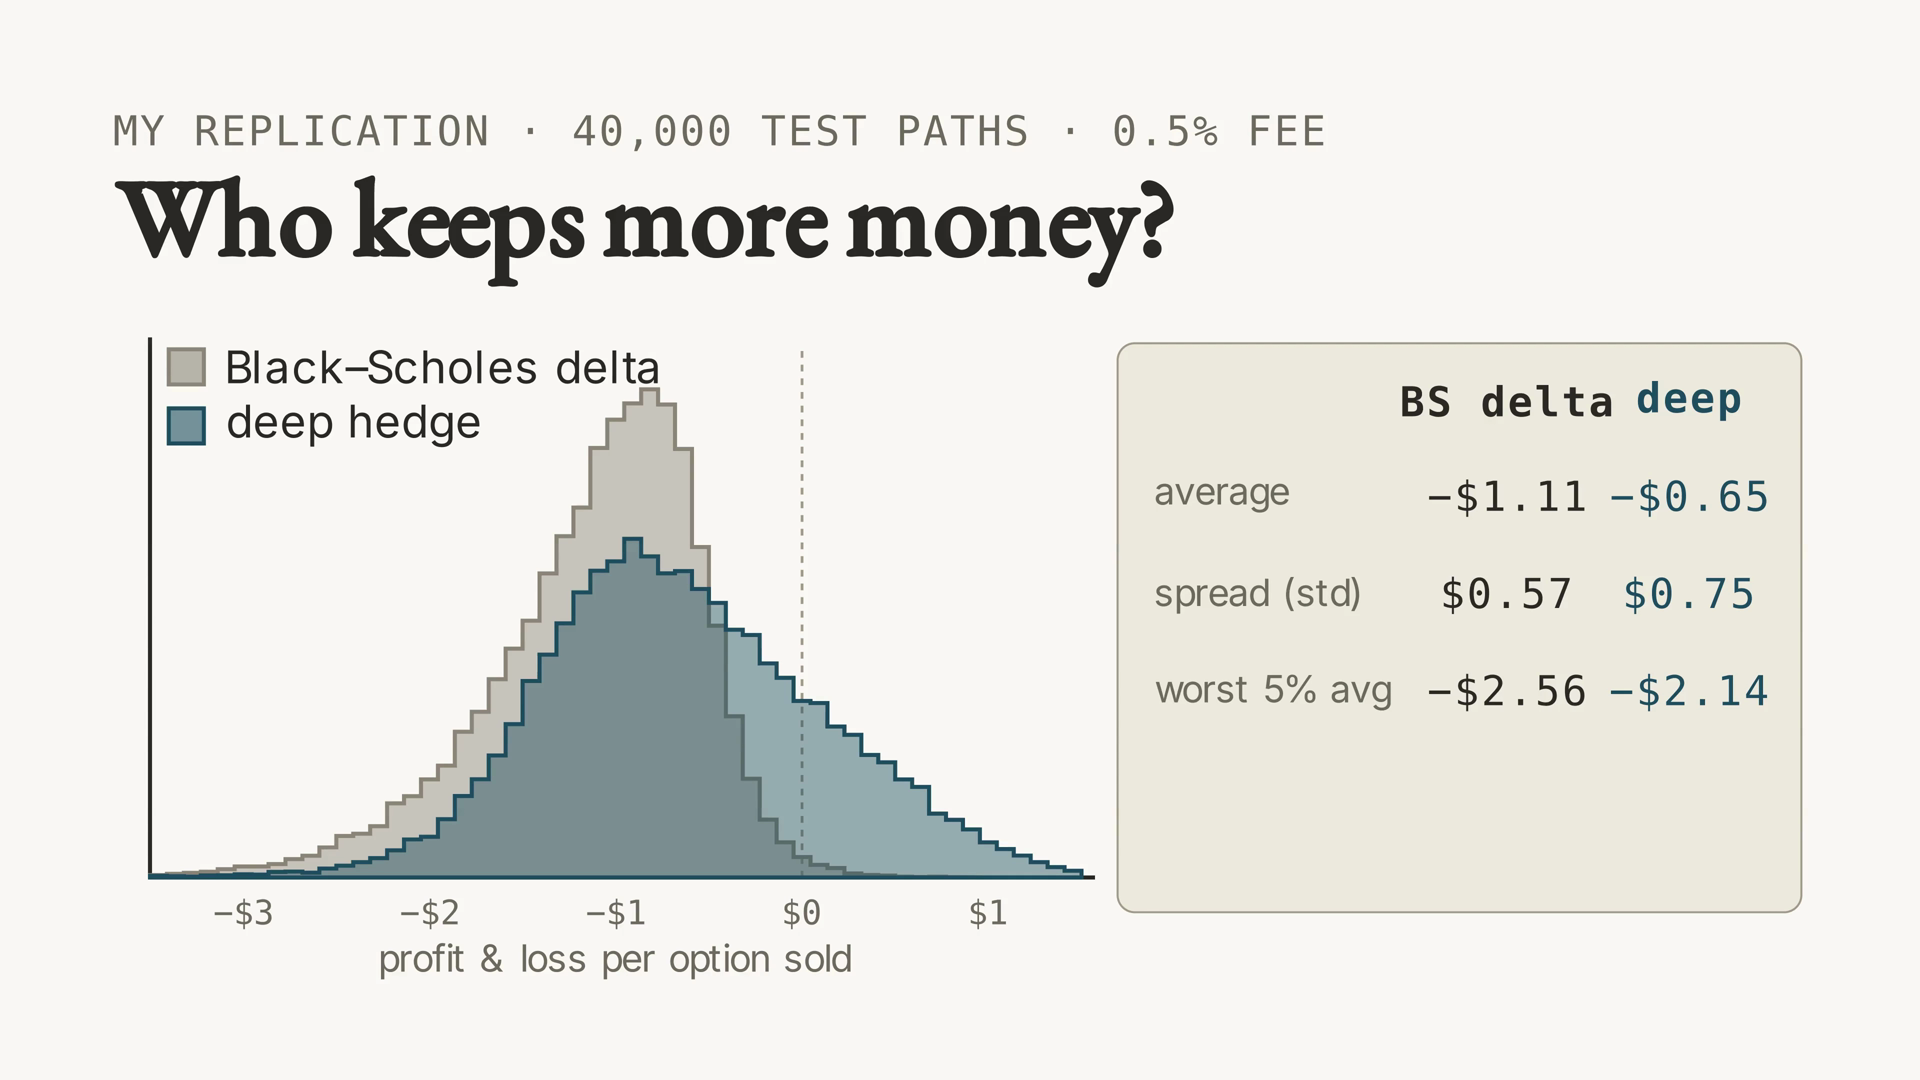 MY REPLICATION · 40,000 TEST PATHS · 0.5% FEE
Who keeps more money?
Black–Scholes delta
deep hedge
−$3 −$2 −$1 $0 $1
profit & loss per option sold
BS delta deep
average −$1.11 −$0.65
spread (std) $0.57 $0.75
worst 5% avg −$2.56 −$2.14